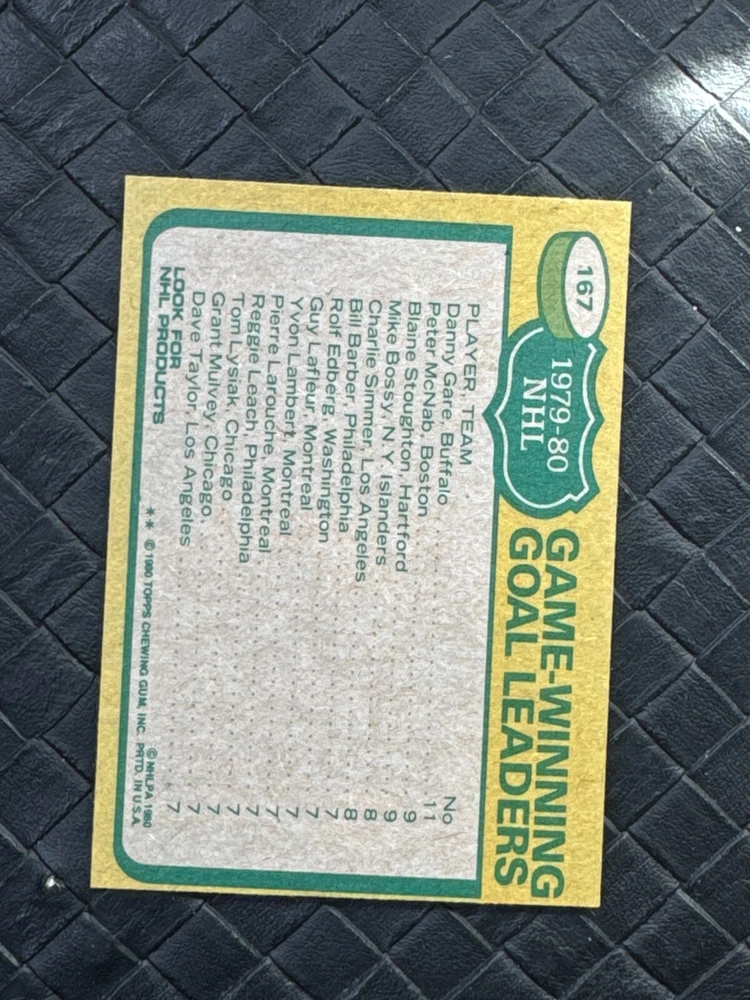 167
1979-80
NHL
GAME-WINNING
GOAL LEADERS
PLAYER, TEAM No
Danny Gare, Buffalo 11
Peter McNab, Boston 9
Blaine Stoughton, Hartford 9
Mike Bossy, N.Y. Islanders 8
Charlie Simmer, Los Angeles 8
Bill Barber, Philadelphia 7
Rolf Edberg, Washington 7
Guy Lafleur, Montreal 7
Yvon Lambert, Montreal 7
Pierre Larouche, Montreal 7
Reggie Leach, Philadelphia 7
Tom Lysiak, Chicago 7
Grant Mulvey, Chicago 7
Dave Taylor, Los Angeles 7
LOOK FOR
NHL PRODUCTS
© NHLPA 1980
** © 1980 TOPPS CHEWING GUM, INC. PRTD. IN U.S.A.